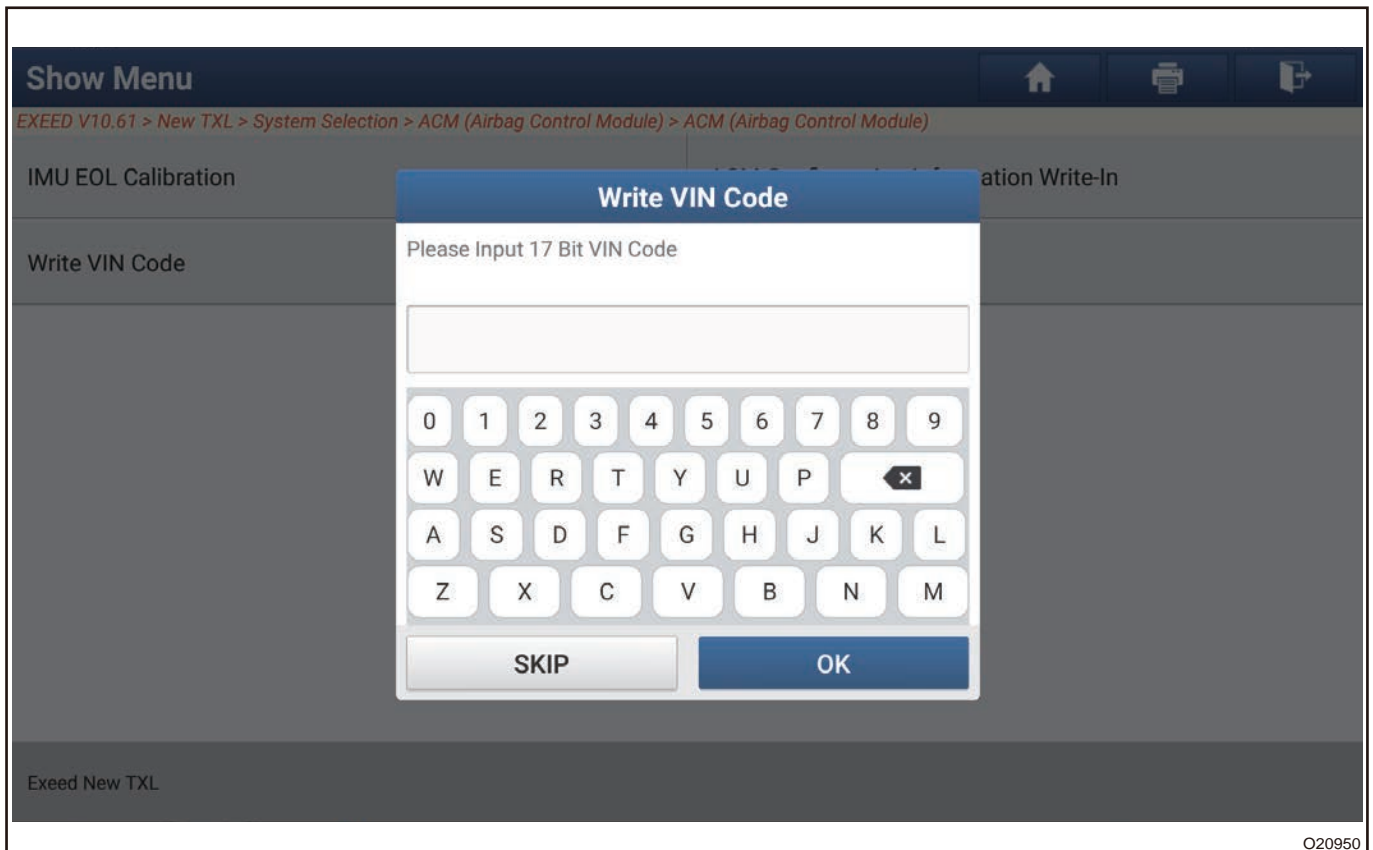 Show Menu
EXEED V10.61 > New TXL > System Selection > ACM (Airbag Control Module) > ACM (Airbag Control Module)
IMU EOL Calibration
ation Write-In
Write VIN Code
Write VIN Code
Please Input 17 Bit VIN Code
0 1 2 3 4 5 6 7 8 9
W E R T Y U P
A S D F G H J K L
Z X C V B N M
SKIP OK
Exeed New TXL
O20950